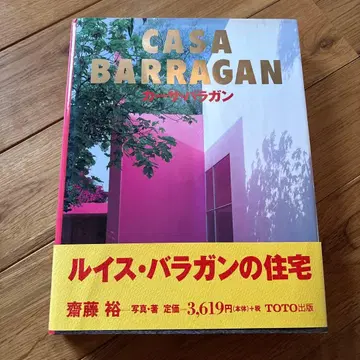 CASA
BARRAGAN
カーサ・バラガン
ルイス・バラガンの住宅
齋藤 裕 写真・著 定価 3,619円(本体)+税 TOTO出版